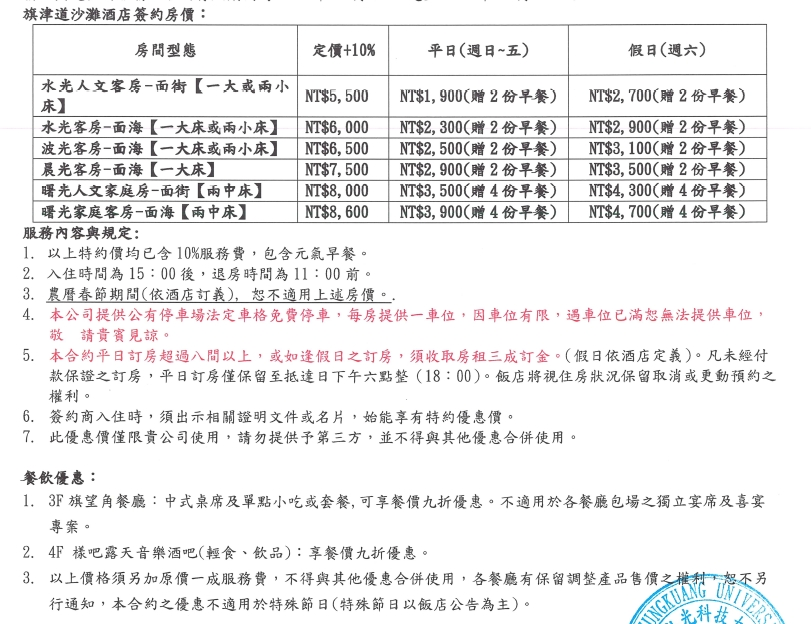 旗津道沙灘酒店簽約房價：
房間型態 定價+10% 平日(週日~五) 假日(週六)
水光人文客房-面街【一大或兩小床】 NT$5,500 NT$1,900(贈 2 份早餐) NT$2,700(贈 2 份早餐)
水光客房-面海【一大床或兩小床】 NT$6,000 NT$2,300(贈 2 份早餐) NT$2,900(贈 2 份早餐)
波光客房-面海【一大床或兩小床】 NT$6,500 NT$2,500(贈 2 份早餐) NT$3,100(贈 2 份早餐)
晨光客房-面海【一大床】 NT$7,500 NT$2,900(贈 2 份早餐) NT$3,500(贈 2 份早餐)
曙光人文家庭房-面街【兩中床】 NT$8,000 NT$3,500(贈 4 份早餐) NT$4,300(贈 4 份早餐)
曙光家庭客房-面海【兩中床】 NT$8,600 NT$3,900(贈 4 份早餐) NT$4,700(贈 4 份早餐)
服務內容與規定:
1. 以上特約價均已含 10%服務費，包含元氣早餐。
2. 入住時間為 15：00 後，退房時間為 11：00 前。
3. 農曆春節期間(依酒店訂義)，恕不適用上述房價。.
4. 本公司提供公有停車場法定車格免費停車，每房提供一車位，因車位有限，遇車位已滿恕無法提供車位，
敬 請貴賓見諒。
5. 本合約平日訂房超過八間以上，或如逢假日之訂房，須收取房租三成訂金。(假日依酒店定義)。凡未經付
款保證之訂房，平日訂房僅保留至抵達日下午六點整 (18：00)。飯店將視住房狀況保留取消或更動預約之
權利。
6. 簽約商入住時，須出示相關證明文件或名片，始能享有特約優惠價。
7. 此優惠價僅限貴公司使用，請勿提供予第三方，並不得與其他優惠合併使用。
餐飲優惠：
1. 3F 旗望角餐廳：中式桌席及單點小吃或套餐,可享餐價九折優惠。不適用於各餐廳包場之獨立宴席及喜宴
專案。
2. 4F 樣吧露天音樂酒吧(輕食、飲品)：享餐價九折優惠。
3. 以上價格須另加原價一成服務費，不得與其他優惠合併使用，各餐廳有保留調整產品售價之權利，恕不另
行通知，本合約之優惠不適用於特殊節日(特殊節日以飯店公告為主)。
UNGKUANG UNIVERS
光科技大